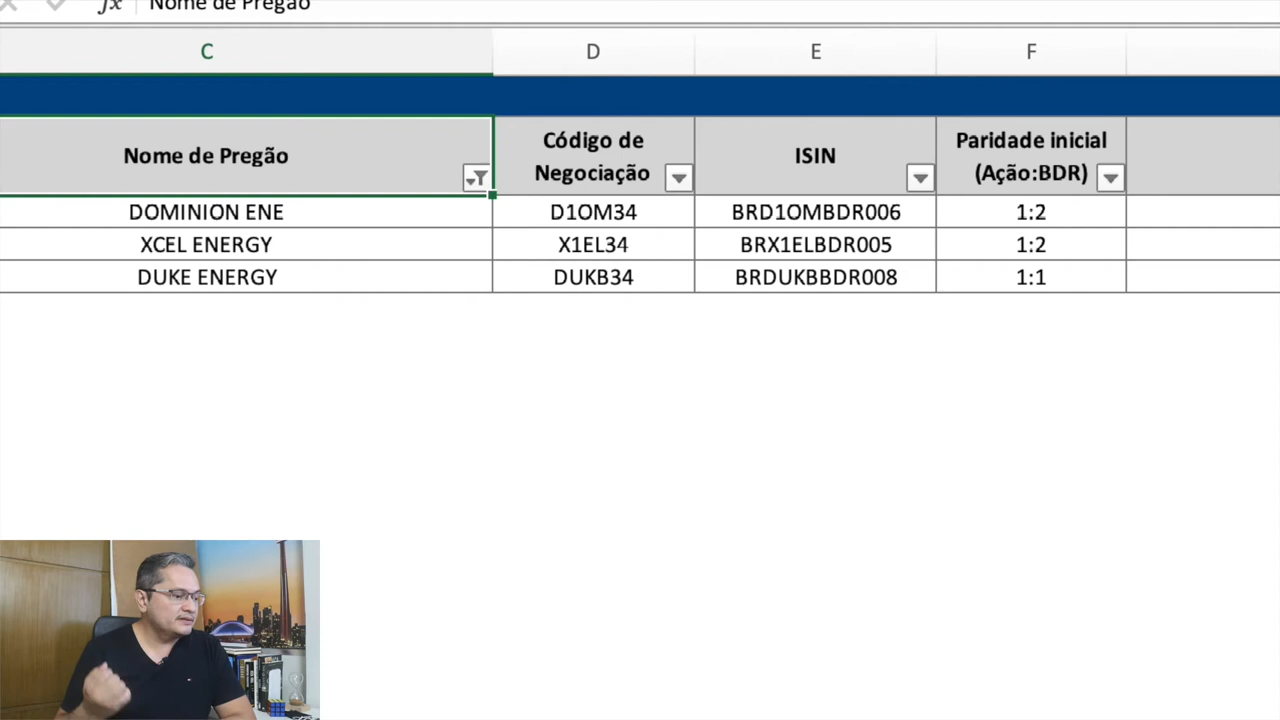 fx Nome de Pregão
C D E F
Nome de Pregão Código de Negociação ISIN Paridade inicial (Ação:BDR)
DOMINION ENE D1OM34 BRD1OMBDR006 1:2
XCEL ENERGY X1EL34 BRX1ELBDR005 1:2
DUKE ENERGY DUKB34 BRDUKBBDR008 1:1